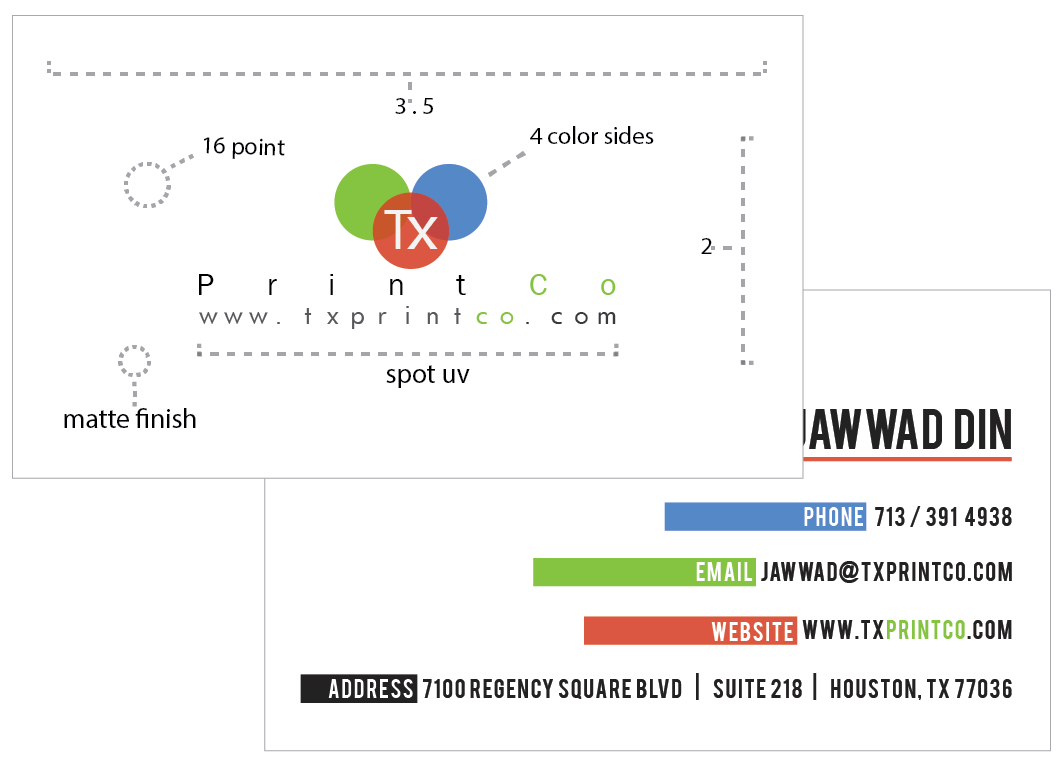 3.5
16 point
4 color sides
Tx
2
Print Co
www.txprintco.com
spot uv
matte finish
JAWWAD DIN
PHONE 713 / 391 4938
EMAIL JAWWAD@TXPRINTCO.COM
WEBSITE WWW.TXPRINTCO.COM
ADDRESS 7100 REGENCY SQUARE BLVD | SUITE 218 | HOUSTON, TX 77036